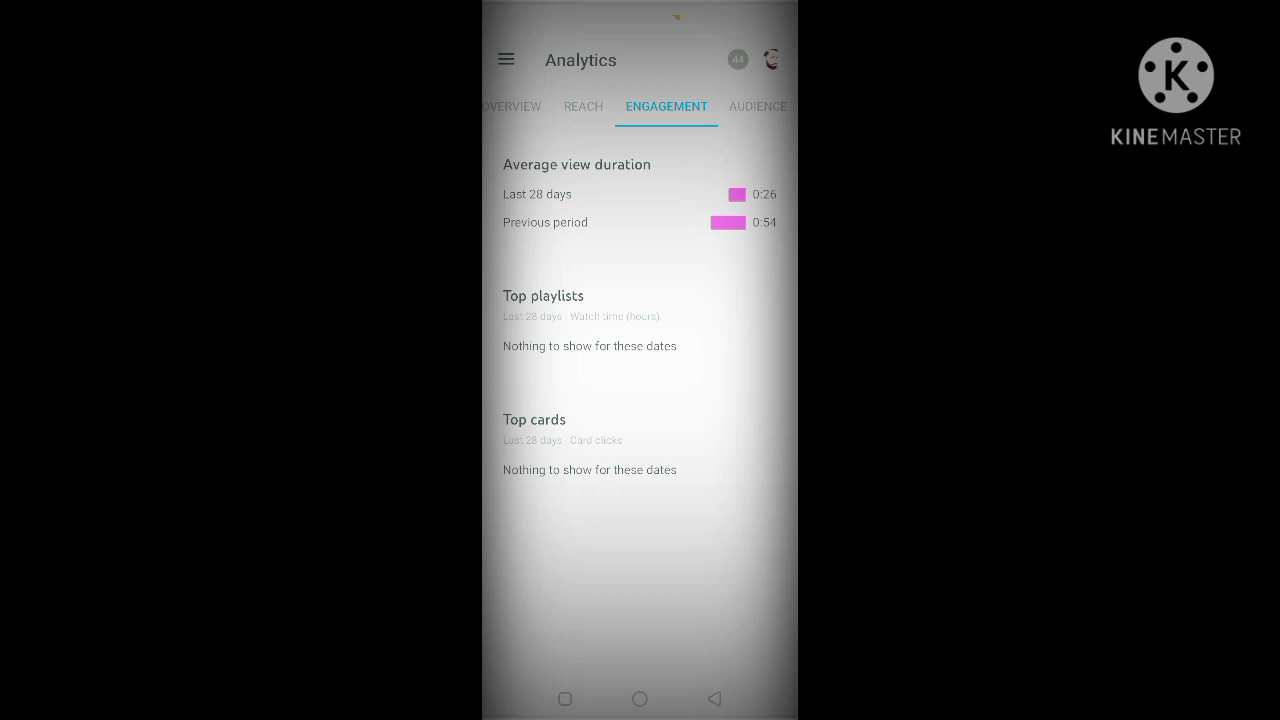 Analytics
44
OVERVIEW REACH ENGAGEMENT AUDIENCE
Average view duration
Last 28 days 0:26
Previous period 0:54
Top playlists
Last 28 days · Watch time (hours)
Nothing to show for these dates
Top cards
Last 28 days · Card clicks
Nothing to show for these dates
K
KINEMASTER